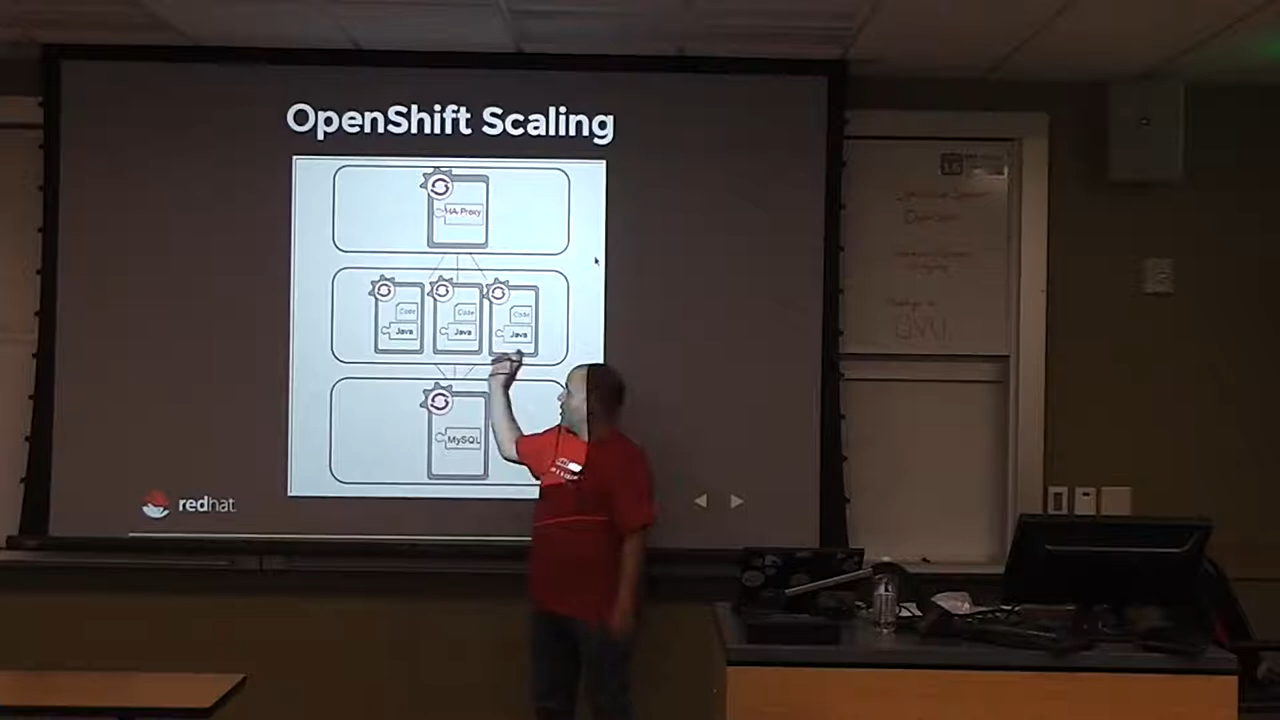 OpenShift Scaling
HA-Proxy
Code
Code
Code
Java
Java
Java
MySQL
redhat